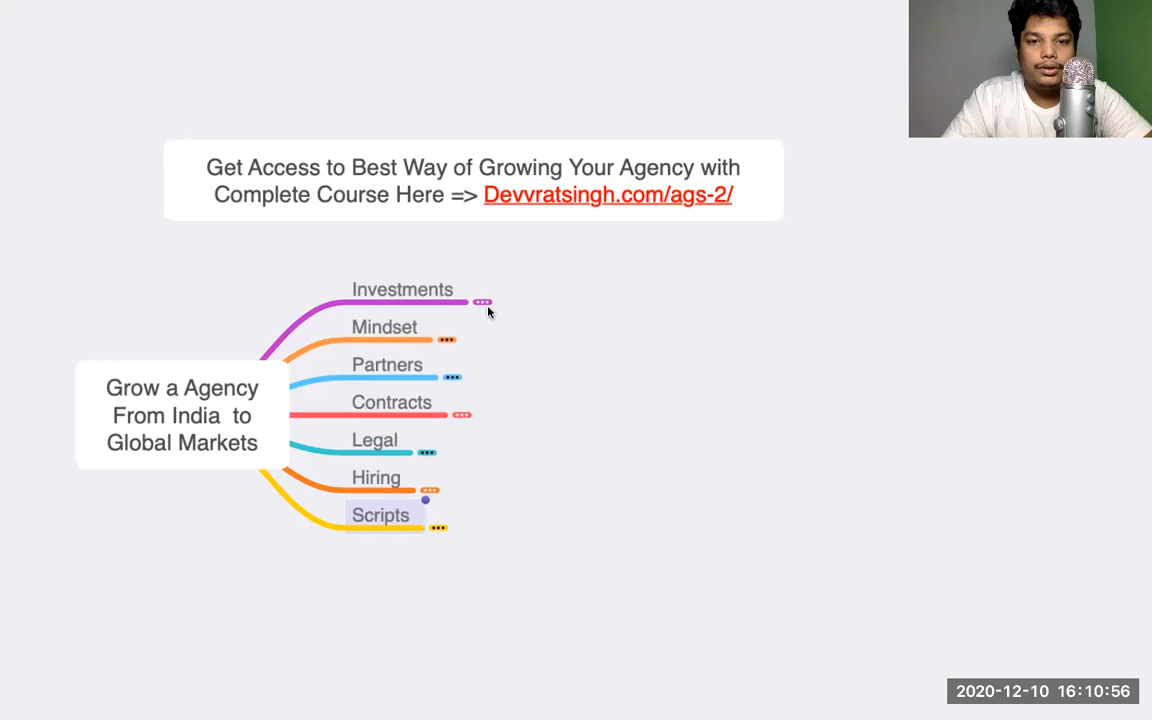 Get Access to Best Way of Growing Your Agency with
Complete Course Here => Devvratsingh.com/ags-2/
Investments
Mindset
Partners
Contracts
Legal
Hiring
Scripts
Grow a Agency
From India to
Global Markets
2020-12-10 16:10:56